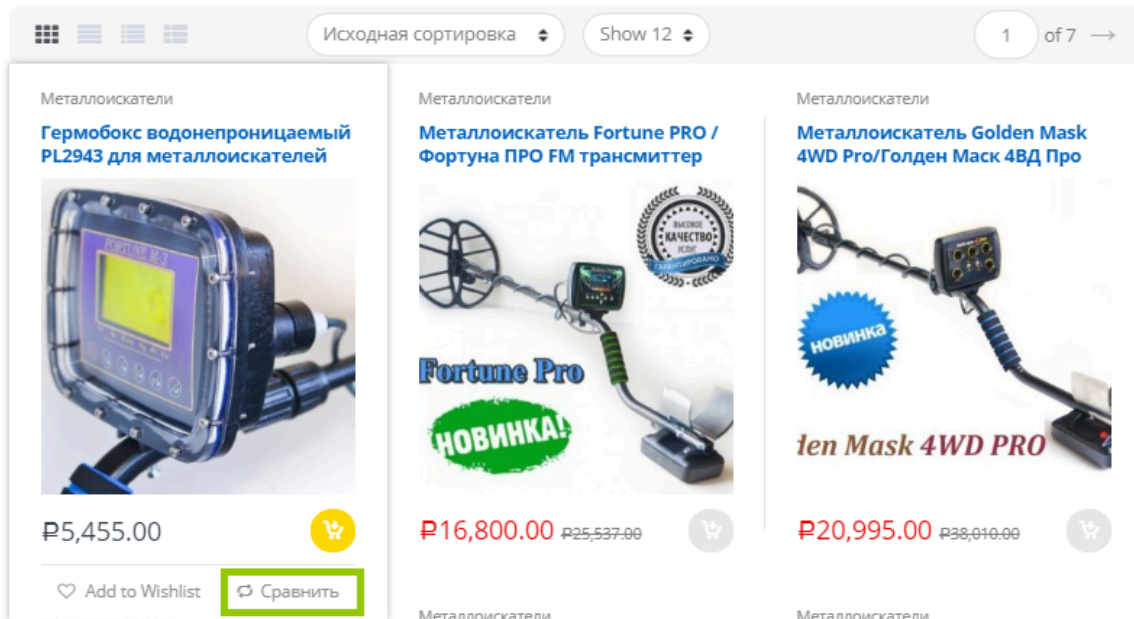 Исходная сортировка
Show 12
1 of 7 →
Металлоискатели
Гермобокс водонепроницаемый
PL2943 для металлоискателей
FORTUNE M-3
₽5,455.00
Add to Wishlist
Сравнить
Металлоискатели
Металлоискатель Fortune PRO /
Фортуна ПРО FM трансмиттер
ВЫСОКОЕ
КАЧЕСТВО
УСЛУГ
ГАРАНТИРОВАНО
Fortune Pro
НОВИНКА!
₽16,800.00 ₽25,537.00
Металлоискатели
Металлоискатель Golden Mask
4WD Pro/Голден Маск 4ВД Про
НОВИНКА
den Mask 4WD PRO
₽20,995.00 ₽38,010.00
Металлоискатели
Металлоискатели